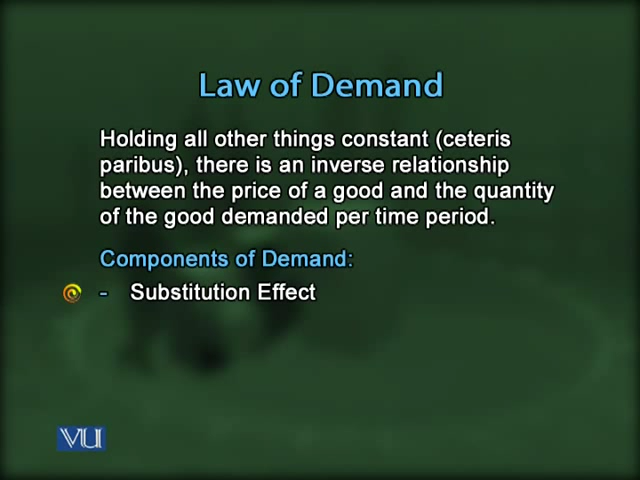 Law of Demand
Holding all other things constant (ceteris
paribus), there is an inverse relationship
between the price of a good and the quantity
of the good demanded per time period.
Components of Demand:
- Substitution Effect
VU